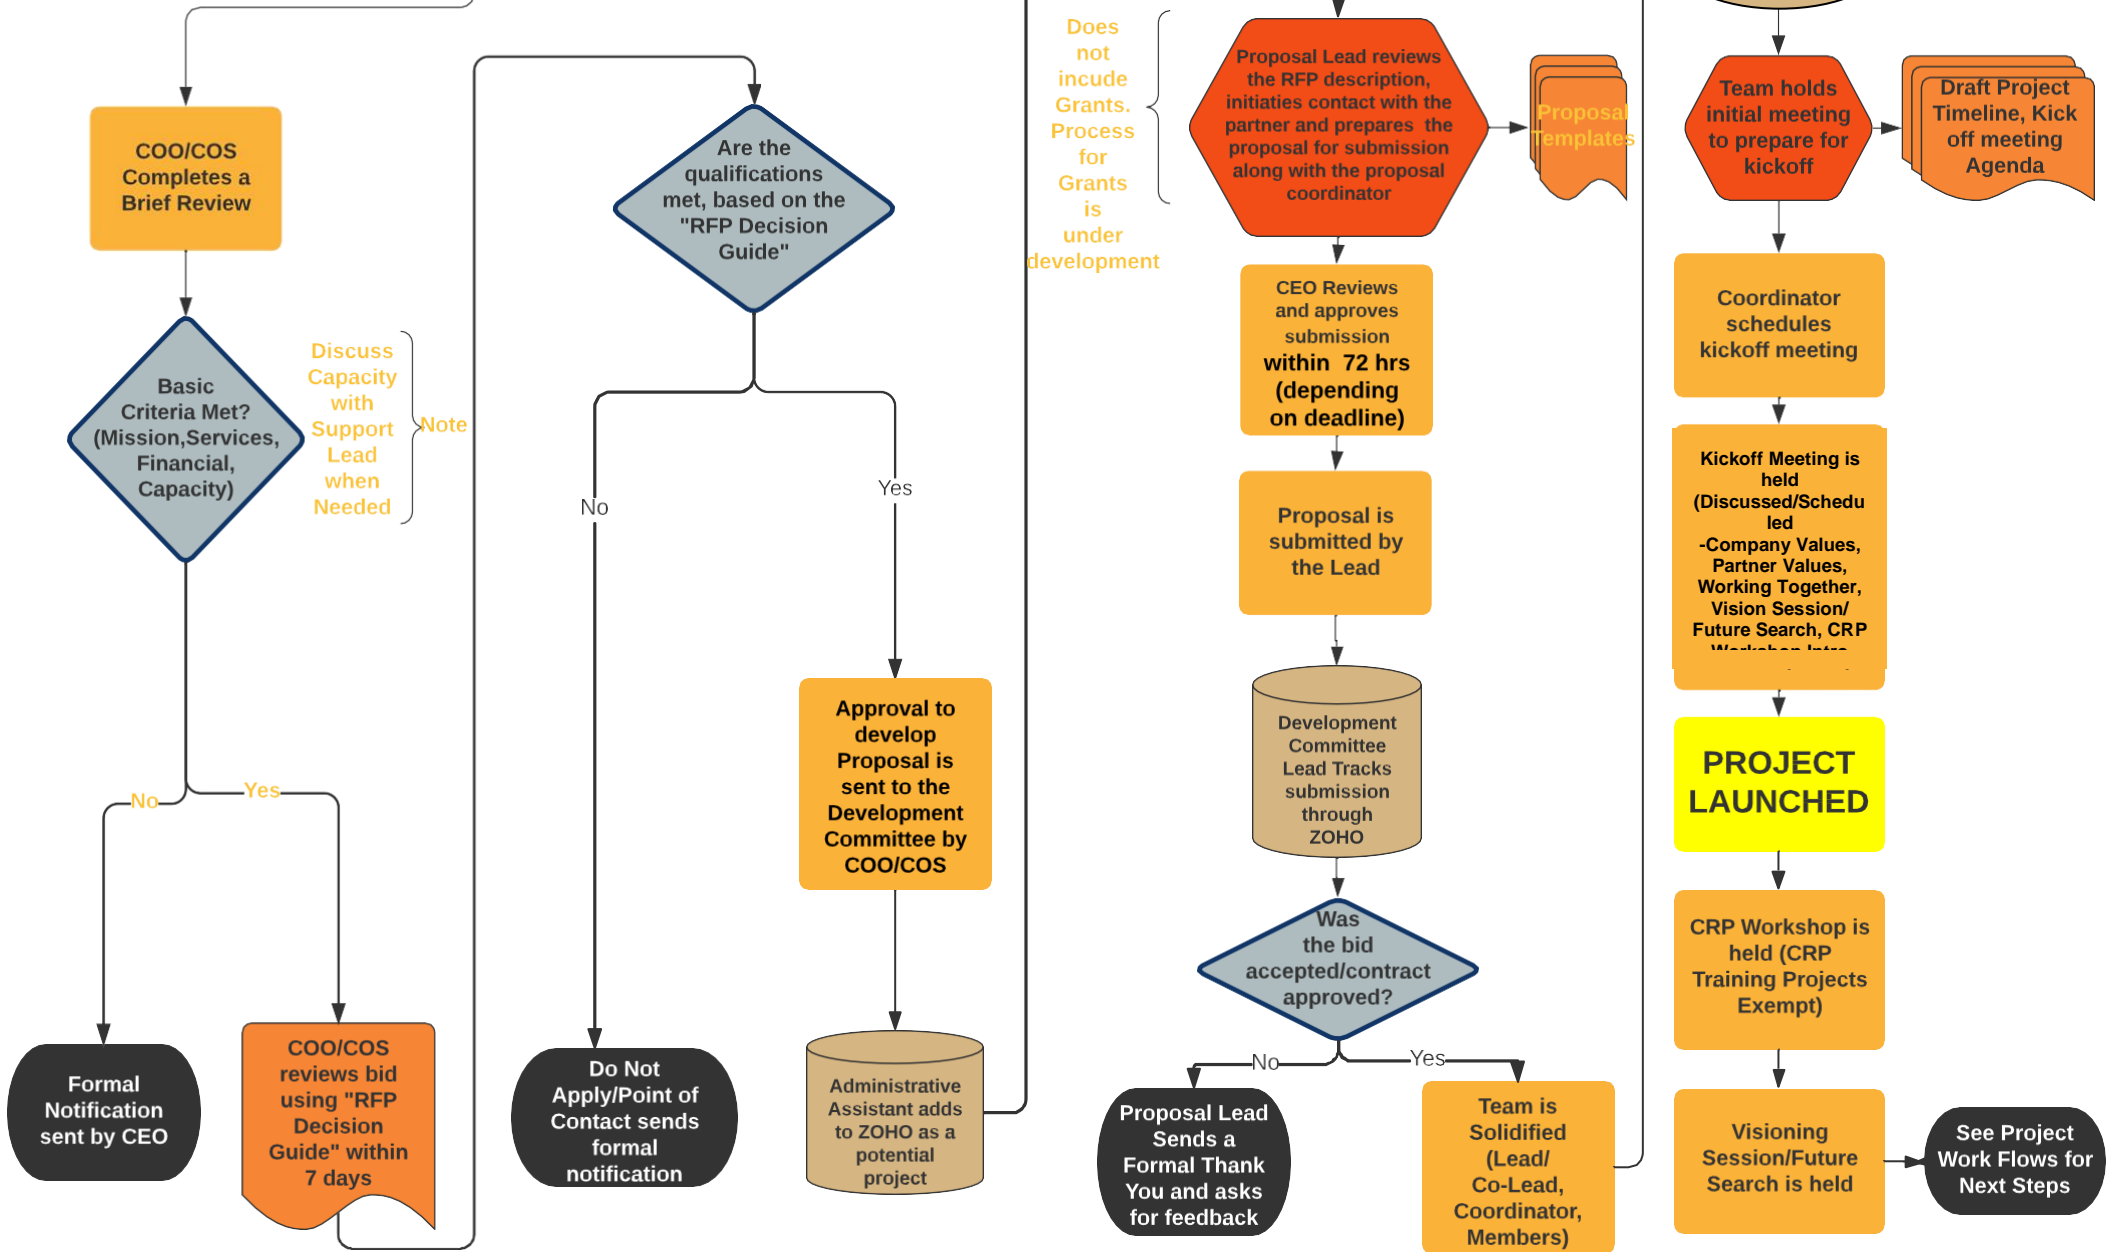 COO/COS
Completes a
Brief Review
Basic
Criteria Met?
(Mission,Services,
Financial,
Capacity)
Discuss
Capacity
with
Support
Lead
when
Needed
Note
No
Yes
Formal
Notification
sent by CEO
COO/COS
reviews bid
using "RFP
Decision
Guide" within
7 days
Are the
qualifications
met, based on the
"RFP Decision
Guide"
No
Yes
Do Not
Apply/Point of
Contact sends
formal
notification
Approval to
develop
Proposal is
sent to the
Development
Committee by
COO/COS
Administrative
Assistant adds
to ZOHO as a
potential
project
Does
not
incude
Grants.
Process
for
Grants
is
under
development
Proposal Lead reviews
the RFP description,
initiaties contact with the
partner and prepares the
proposal for submission
along with the proposal
coordinator
Proposal
Templates
CEO Reviews
and approves
submission
within 72 hrs
(depending
on deadline)
Proposal is
submitted by
the Lead
Development
Committee
Lead Tracks
submission
through
ZOHO
Was
the bid
accepted/contract
approved?
No
Yes
Proposal Lead
Sends a
Formal Thank
You and asks
for feedback
Team is
Solidified
(Lead/
Co-Lead,
Coordinator,
Members)
Team holds
initial meeting
to prepare for
kickoff
Draft Project
Timeline, Kick
off meeting
Agenda
Coordinator
schedules
kickoff meeting
Kickoff Meeting is
held
(Discussed/Schedu
led
-Company Values,
Partner Values,
Working Together,
Vision Session/
Future Search, CRP
Workshop Intro
PROJECT
LAUNCHED
CRP Workshop is
held (CRP
Training Projects
Exempt)
Visioning
Session/Future
Search is held
See Project
Work Flows for
Next Steps